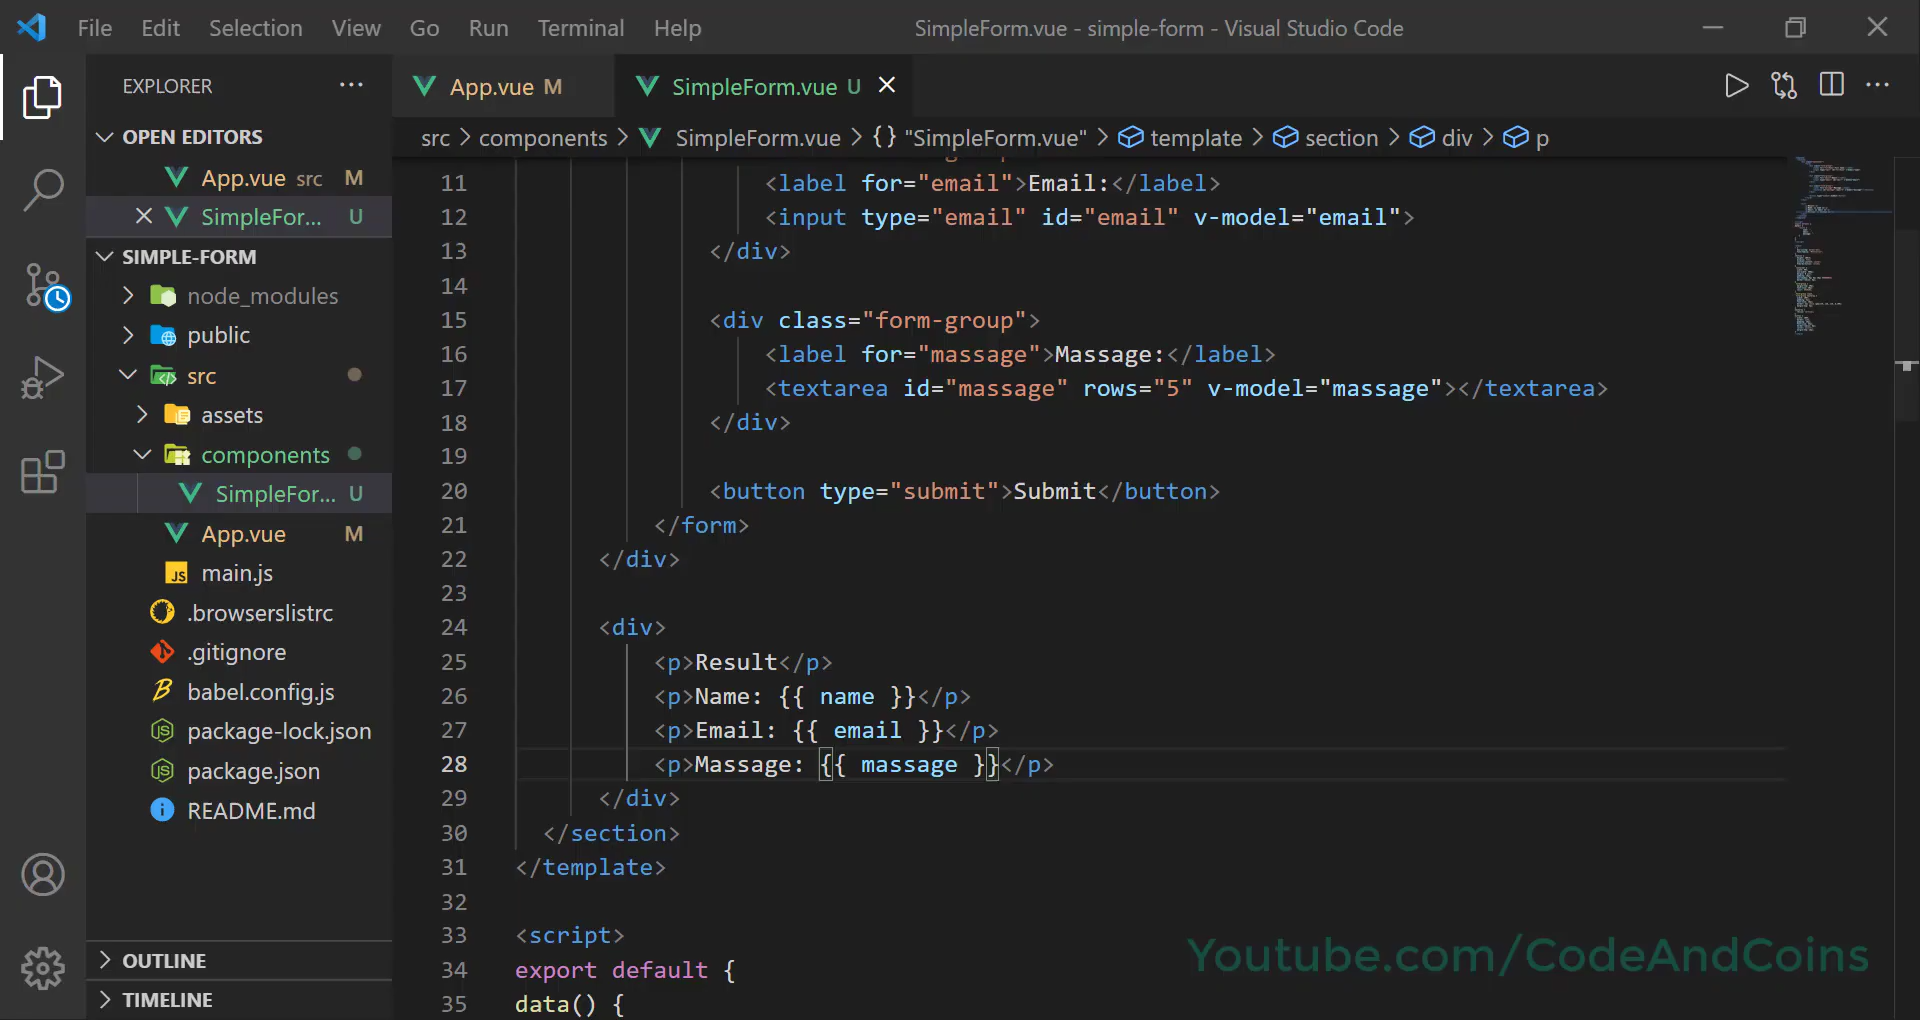 File Edit Selection View Go Run Terminal Help SimpleForm.vue - simple-form - Visual Studio Code
EXPLORER
OPEN EDITORS
App.vue src M
SimpleFor... U
SIMPLE-FORM
node_modules
public
src
assets
components
SimpleFor... U
App.vue M
main.js
.browserslistrc
.gitignore
babel.config.js
package-lock.json
package.json
README.md
OUTLINE
TIMELINE
App.vue M SimpleForm.vue U
src > components > SimpleForm.vue > {} "SimpleForm.vue" > template > section > div > p
11 <label for="email">Email:</label>
12 <input type="email" id="email" v-model="email">
13 </div>
14
15 <div class="form-group">
16 <label for="massage">Massage:</label>
17 <textarea id="massage" rows="5" v-model="massage"></textarea>
18 </div>
19
20 <button type="submit">Submit</button>
21 </form>
22 </div>
23
24 <div>
25 <p>Result</p>
26 <p>Name: {{ name }}</p>
27 <p>Email: {{ email }}</p>
28 <p>Massage: {{ massage }}</p>
29 </div>
30 </section>
31 </template>
32
33 <script>
34 export default {
35 data() {
Youtube.com/CodeAndCoins